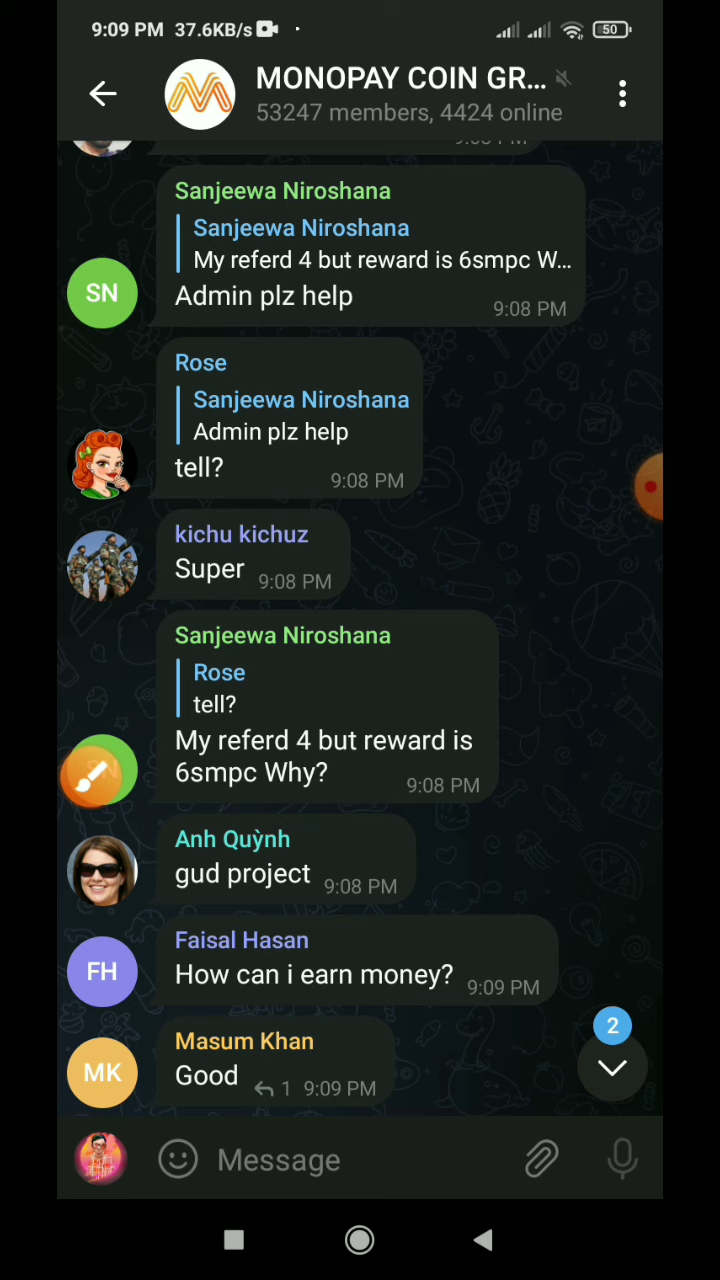 9:09 PM 37.6KB/s 50
MONOPAY COIN GR...
53247 members, 4424 online
Sanjeewa Niroshana
Sanjeewa Niroshana
My referd 4 but reward is 6smpc W...
SN
Admin plz help 9:08 PM
Rose
Sanjeewa Niroshana
Admin plz help
tell? 9:08 PM
kichu kichuz
Super 9:08 PM
Sanjeewa Niroshana
Rose
tell?
My referd 4 but reward is
6smpc Why? 9:08 PM
Anh Quỳnh
gud project 9:08 PM
Faisal Hasan
FH How can i earn money? 9:09 PM
2
Masum Khan
MK Good 1 9:09 PM
Message